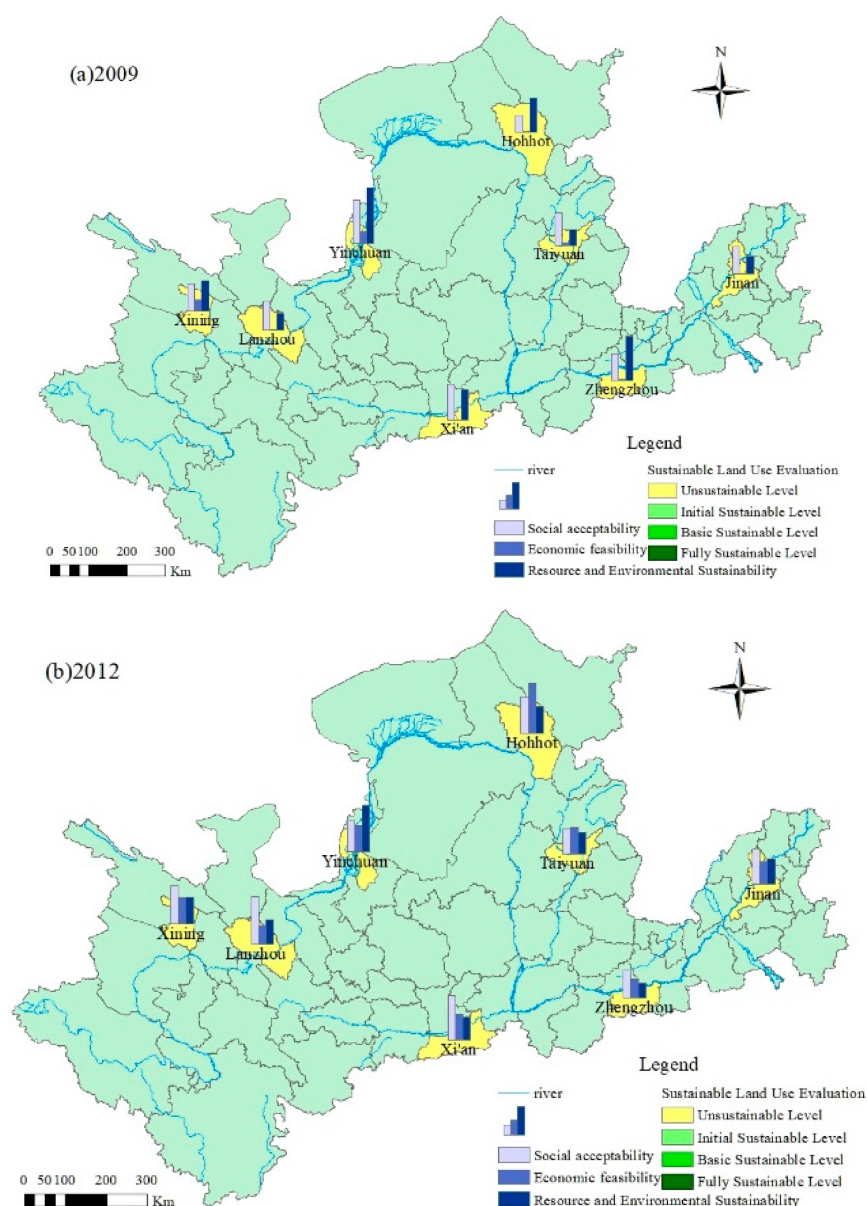 (a)2009
N
Hohhot
Yinchuan
Taiyuan
Jinan
Xining
Lanzhou
Zhengzhou
Xi'an
Legend
river
Social acceptability
Economic feasibility
Resource and Environmental Sustainability
Sustainable Land Use Evaluation
Unsustainable Level
Initial Sustainable Level
Basic Sustainable Level
Fully Sustainable Level
0 50 100 200 300
Km
(b)2012
N
Hohhot
Yinchuan
Taiyuan
Jinan
Xining
Lanzhou
Zhengzhou
Xi'an
Legend
river
Social acceptability
Economic feasibility
Resource and Environmental Sustainability
Sustainable Land Use Evaluation
Unsustainable Level
Initial Sustainable Level
Basic Sustainable Level
Fully Sustainable Level
0 50 100 200 300
Km